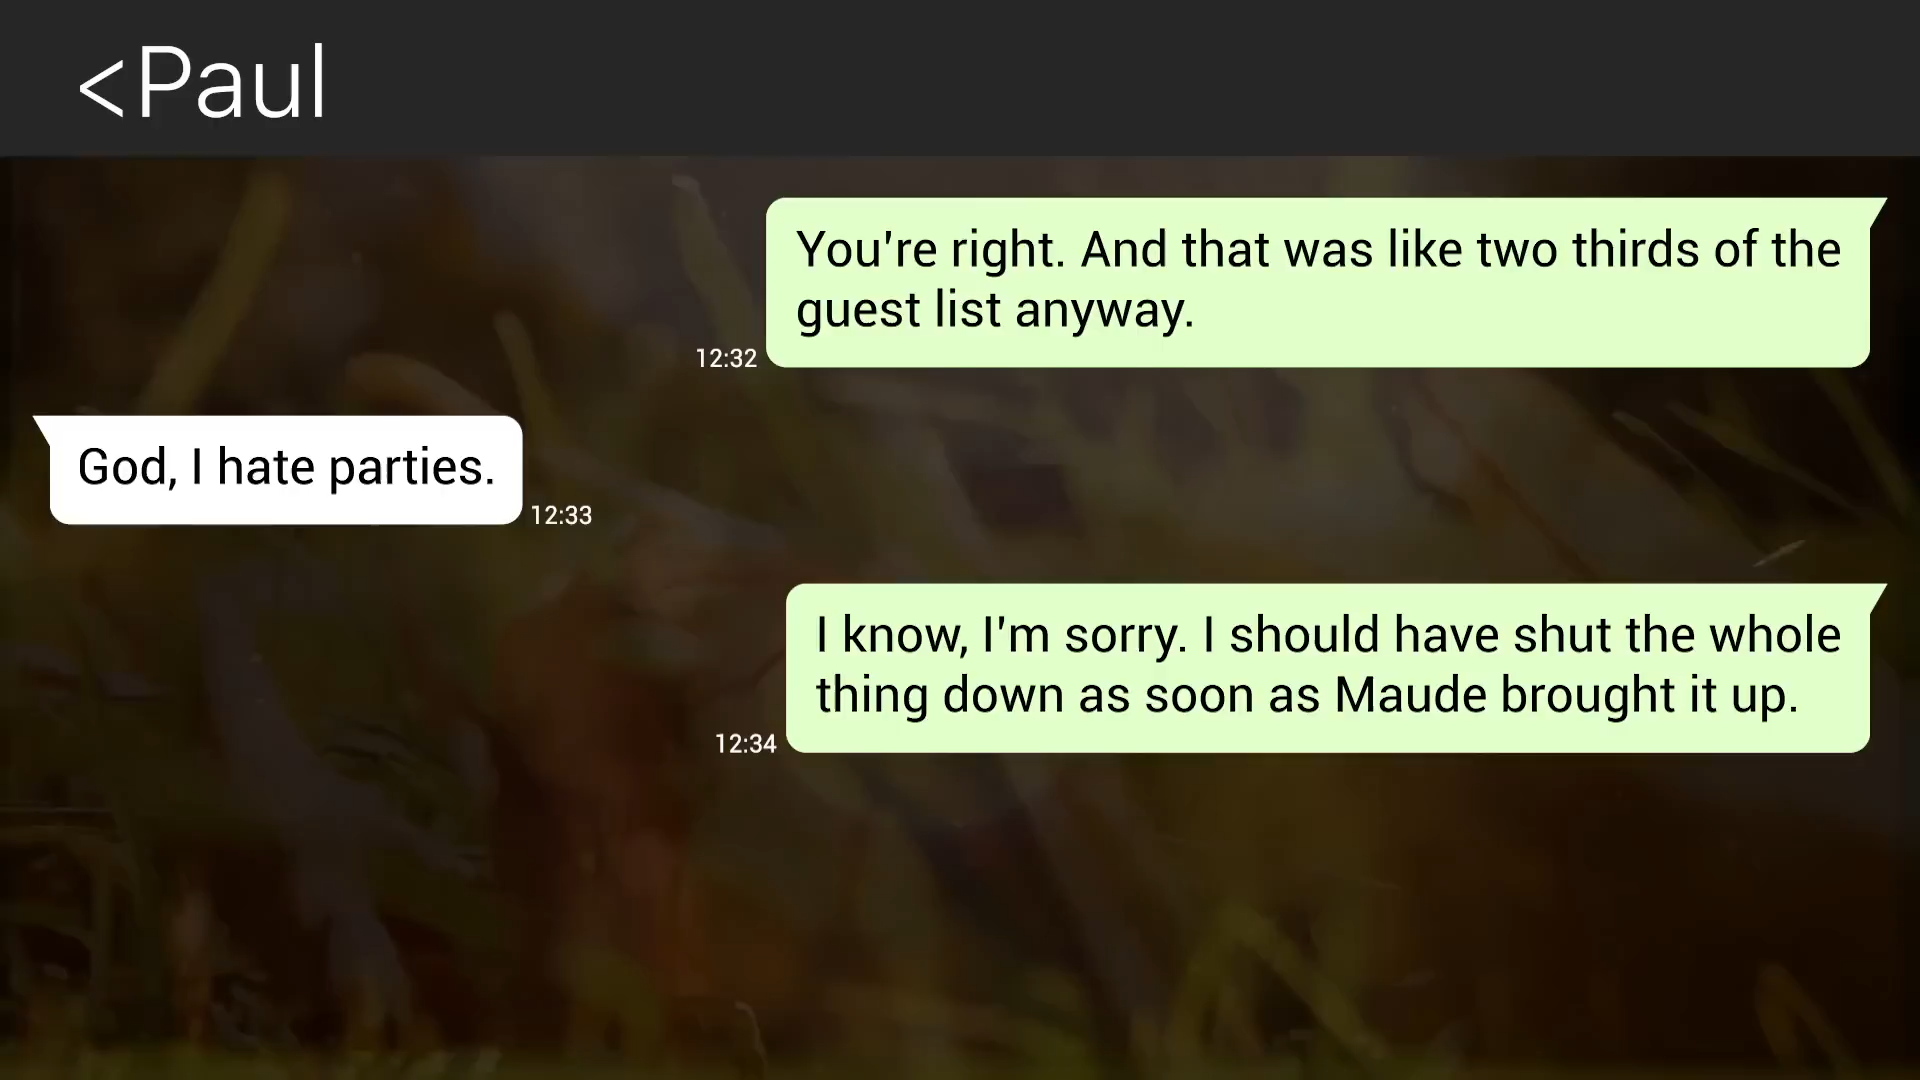 <Paul
You're right. And that was like two thirds of the
guest list anyway.
12:32
God, I hate parties.
12:33
I know, I'm sorry. I should have shut the whole
thing down as soon as Maude brought it up.
12:34